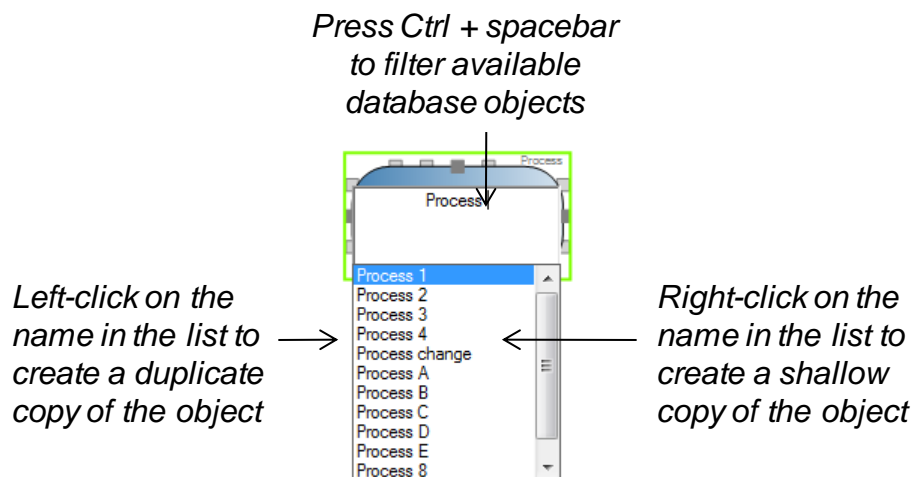 Press Ctrl + spacebar
to filter available
database objects
Process
Process
Process 1
Process 2
Process 3
Process 4
Process change
Process A
Process B
Process C
Process D
Process E
Process 8
Left-click on the
name in the list to
create a duplicate
copy of the object
Right-click on the
name in the list to
create a shallow
copy of the object